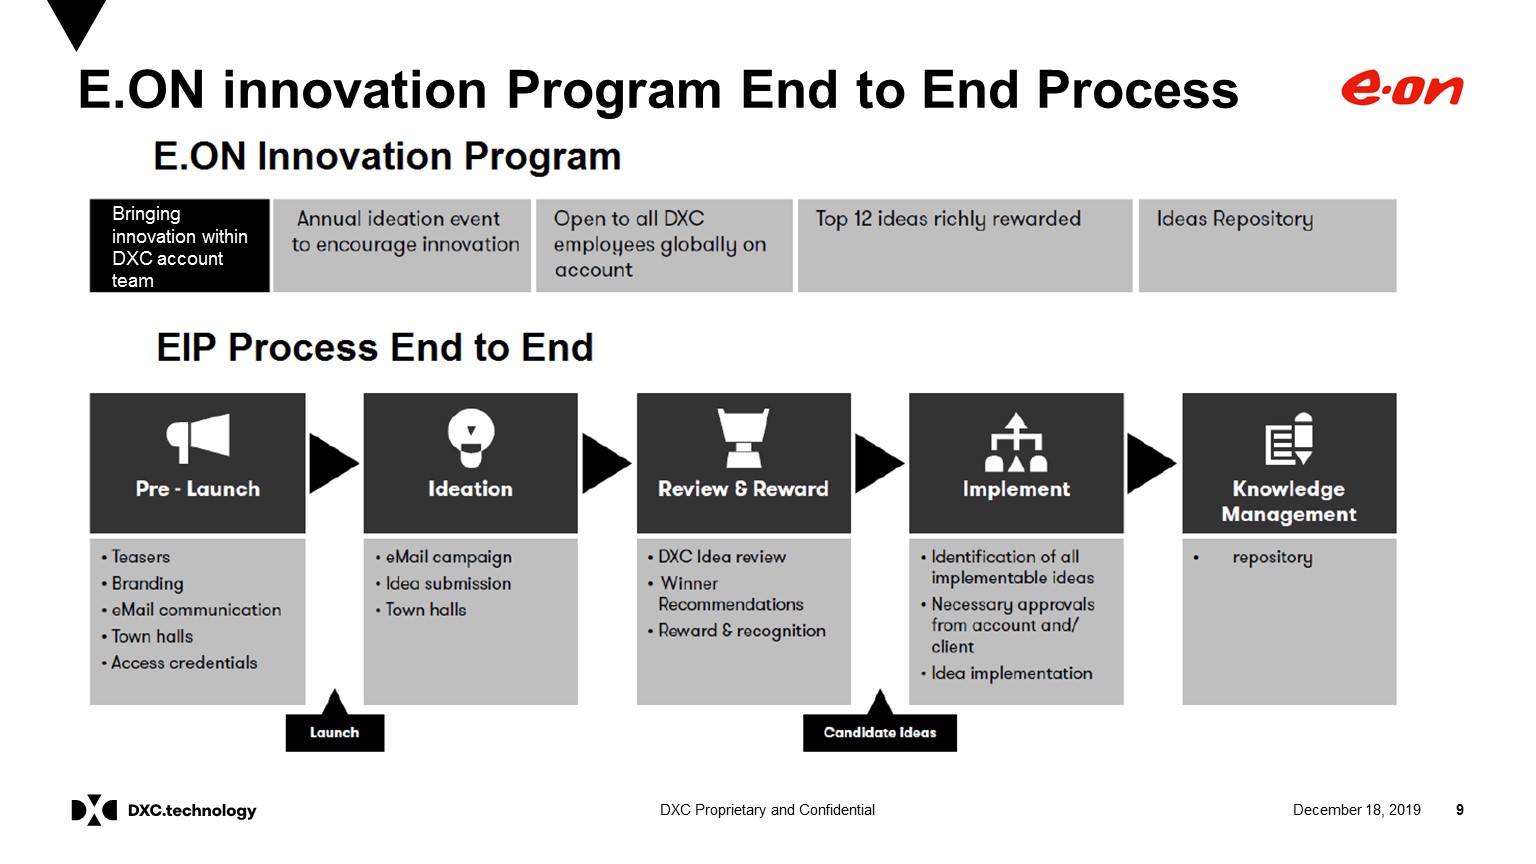 E.ON innovation Program End to End Process
e·on
E.ON Innovation Program
Bringing
innovation within
DXC account
team
Annual ideation event
to encourage innovation
Open to all DXC
employees globally on
account
Top 12 ideas richly rewarded
Ideas Repository
EIP Process End to End
Pre - Launch
• Teasers
• Branding
• eMail communication
• Town halls
• Access credentials
Launch
Ideation
• eMail campaign
• Idea submission
• Town halls
Review & Reward
• DXC Idea review
• Winner
Recommendations
• Reward & recognition
Candidate Ideas
Implement
• Identification of all
implementable ideas
• Necessary approvals
from account and/
client
• Idea implementation
Knowledge
Management
• repository
DXC.technology
DXC Proprietary and Confidential
December 18, 2019
9